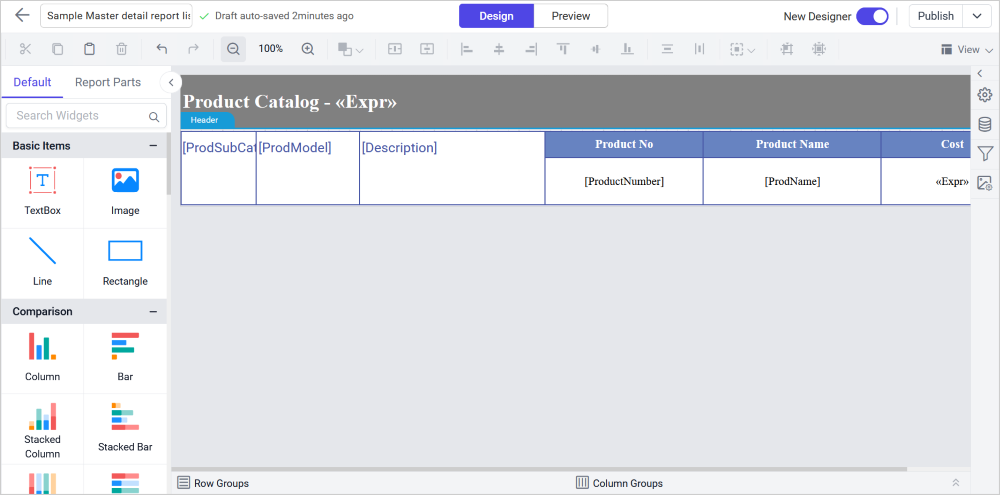 Sample Master detail report lis
Draft auto-saved 2minutes ago
Design
Preview
New Designer
Publish
100%
View
Default
Report Parts
Search Widgets
Basic Items
TextBox
Image
Line
Rectangle
Comparison
Column
Bar
Stacked
Column
Stacked Bar
Product Catalog - «Expr»
Header
[ProdSubCat
[ProdModel]
[Description]
Product No
Product Name
Cost
[ProductNumber]
[ProdName]
«Expr»
Row Groups
Column Groups